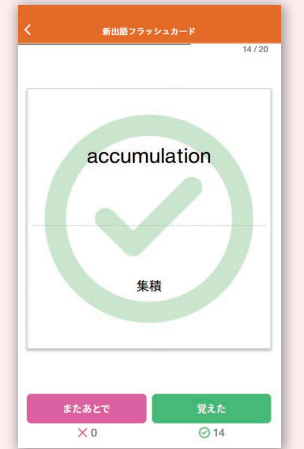 新出語フラッシュカード
14 / 20
accumulation
集積
またあとで
覚えた
0
14